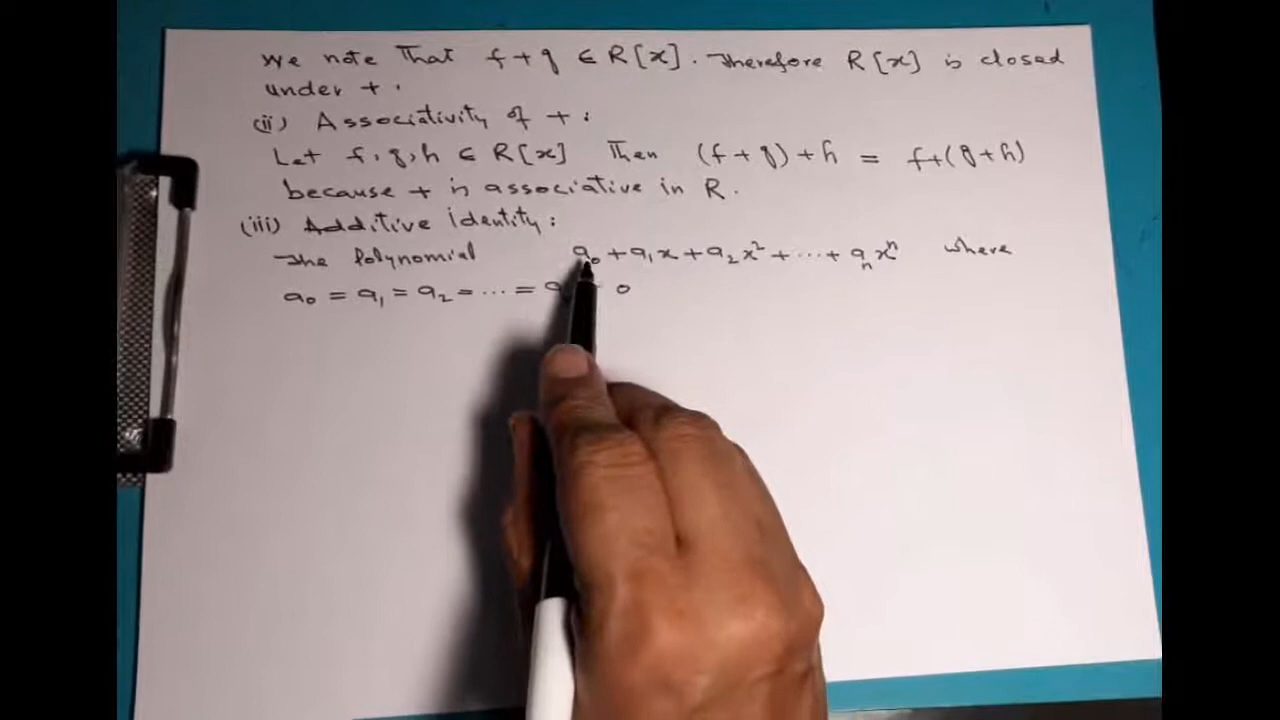 We note That f + g ∈ R[x]. Therefore R[x] is closed
under + .
(ii) Associativity of + :
Let f, g, h ∈ R[x] Then (f + g) + h = f + (g + h)
because + is associative in R.
(iii) Additive identity :
The Polynomial a₀ + a₁x + a₂x² + ... + aₙxⁿ where
a₀ = a₁ = a₂ = ... = a 0